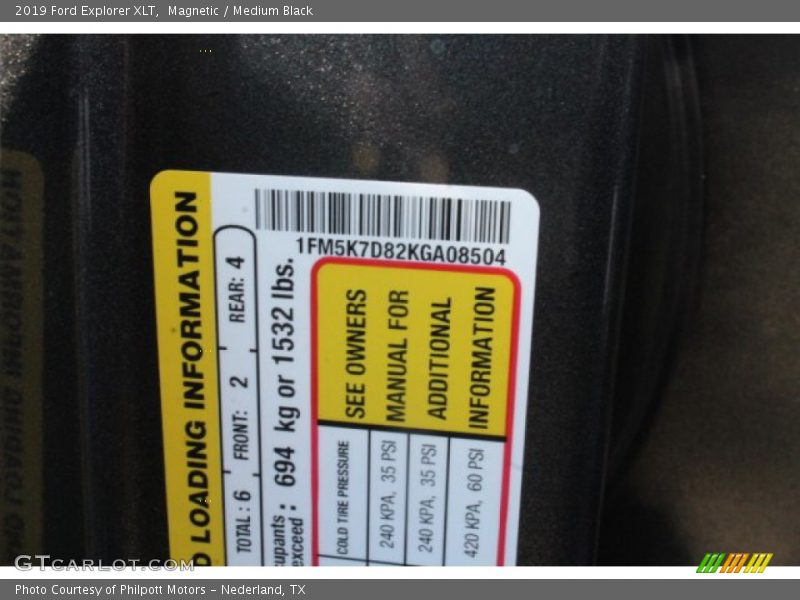 2019 Ford Explorer XLT,  Magnetic / Medium Black
1FM5K7D82KGA08504
LOADING INFORMATION
TOTAL : 6 FRONT: 2 REAR: 4
exceed : 694 kg or 1532 lbs.
SEE OWNERS
MANUAL FOR
ADDITIONAL
INFORMATION
COLD TIRE PRESSURE
240 KPA, 35 PSI
240 KPA, 35 PSI
420 KPA, 60 PSI
GTCarLot.com
Photo Courtesy of Philpott Motors - Nederland, TX